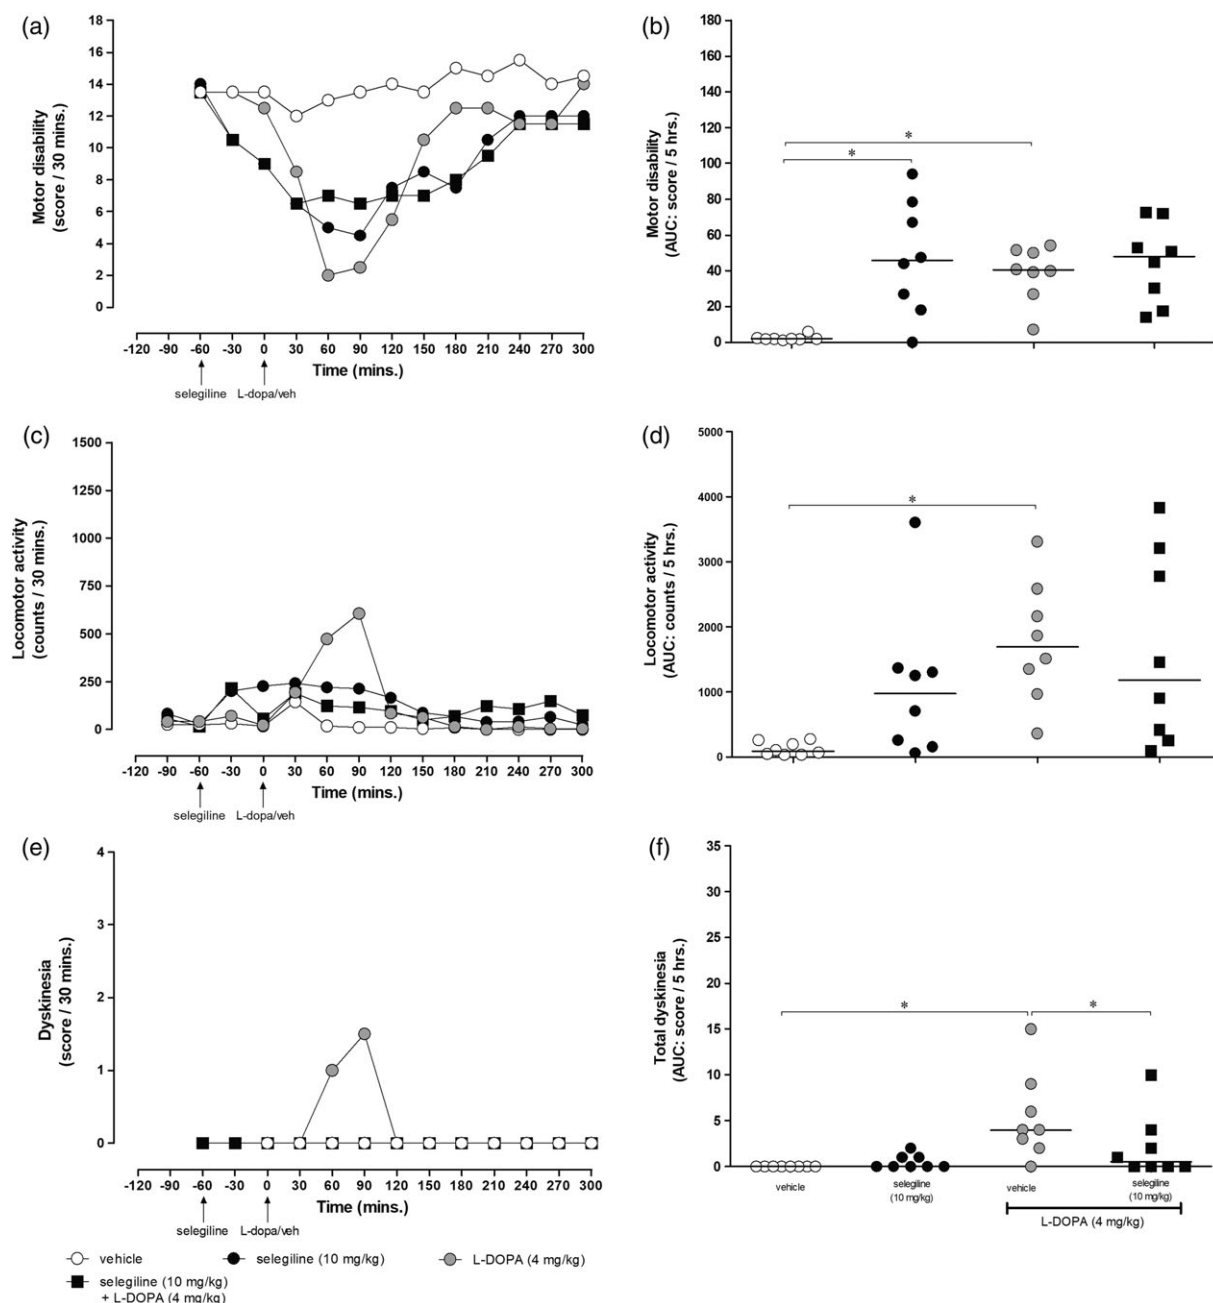 (a)
Motor disability
(score / 30 mins.)
18
16
14
12
10
8
6
4
2
0
-120 -90 -60 -30 0 30 60 90 120 150 180 210 240 270 300
Time (mins.)
selegiline L-dopa/veh
(b)
Motor disability
(AUC: score / 5 hrs.)
180
160
140
120
100
80
60
40
20
0
*
*
(c)
Locomotor activity
(counts / 30 mins.)
1500
1250
1000
750
500
250
0
-120 -90 -60 -30 0 30 60 90 120 150 180 210 240 270 300
Time (mins.)
selegiline L-dopa/veh
(d)
Locomotor activity
(AUC: counts / 5 hrs.)
5000
4000
3000
2000
1000
0
*
(e)
Dyskinesia
(score / 30 mins.)
4
3
2
1
0
-120 -90 -60 -30 0 30 60 90 120 150 180 210 240 270 300
Time (mins.)
selegiline L-dopa/veh
(f)
Total dyskinesia
(AUC: score / 5 hrs.)
35
30
25
20
15
10
5
0
* *
vehicle selegiline vehicle selegiline
(10 mg/kg) (10 mg/kg)
L-DOPA (4 mg/kg)
vehicle selegiline (10 mg/kg) L-DOPA (4 mg/kg)
selegiline (10 mg/kg)
+ L-DOPA (4 mg/kg)